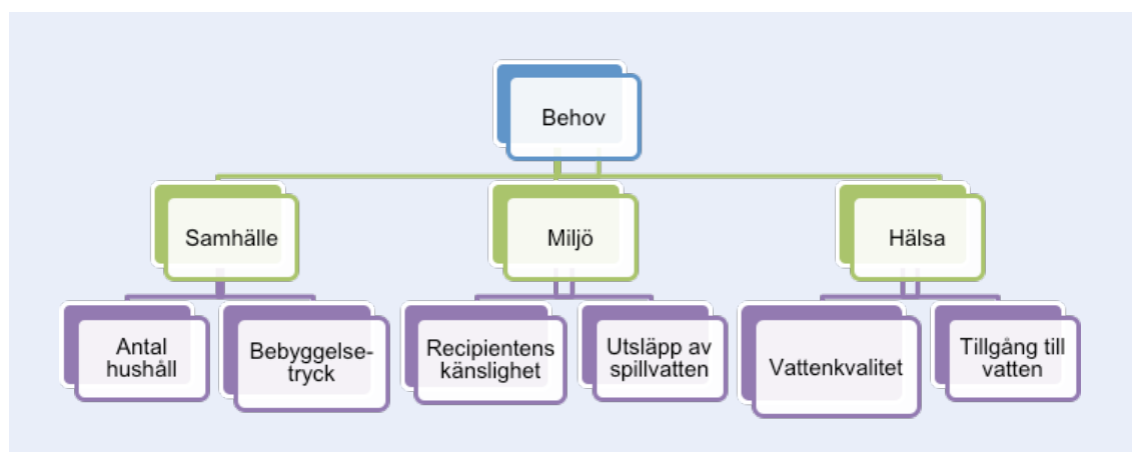 Behov
Samhälle
Miljö
Hälsa
Antal
hushåll
Bebyggelse-
tryck
Recipientens
känslighet
Utsläpp av
spillvatten
Vattenkvalitet
Tillgång till
vatten